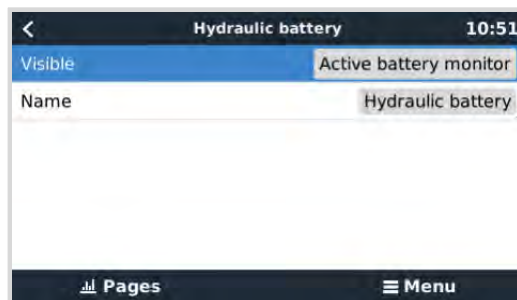 Hydraulic battery 10:51
Visible Active battery monitor
Name Hydraulic battery
Pages Menu